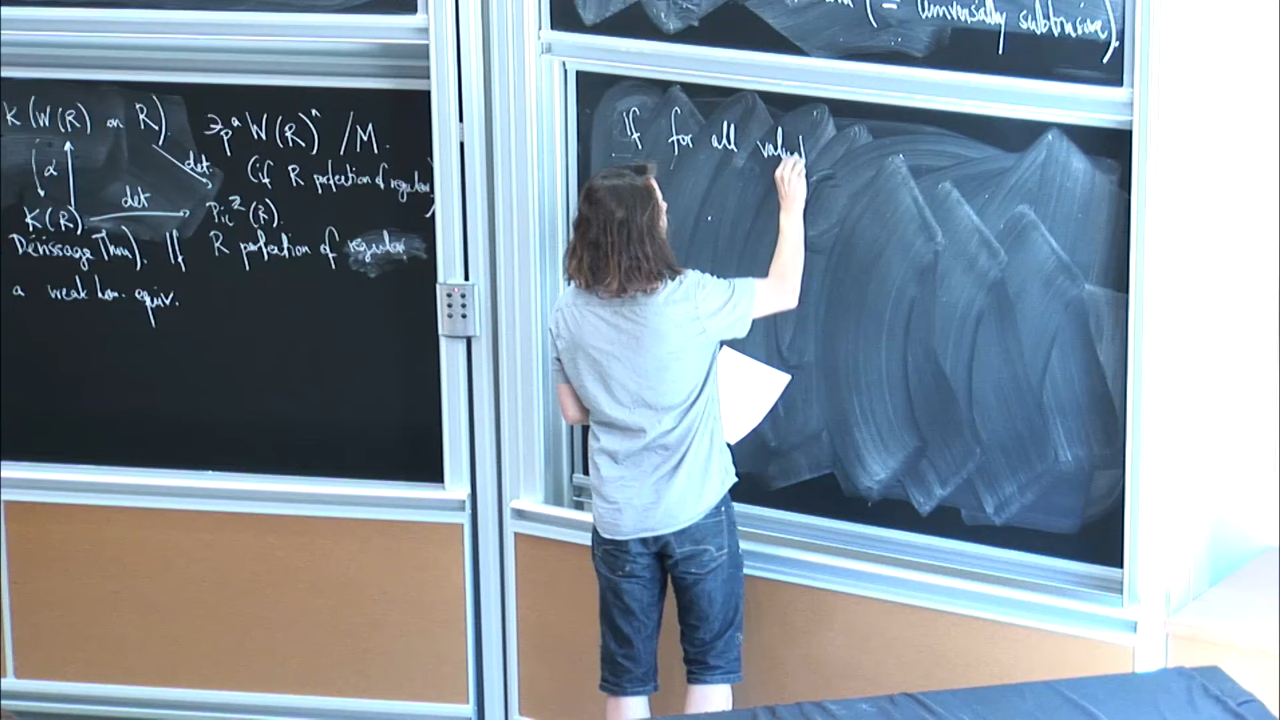 K(W(R) on R) ∋ p^a W(R)^n / M.
det
(if R perfection of regular)
α
det
K(R) Pic^ℤ(R).
Dévissage Thm). If R perfection of regular
a weak hom. equiv.
(= universally subtrusive).
If for all valu